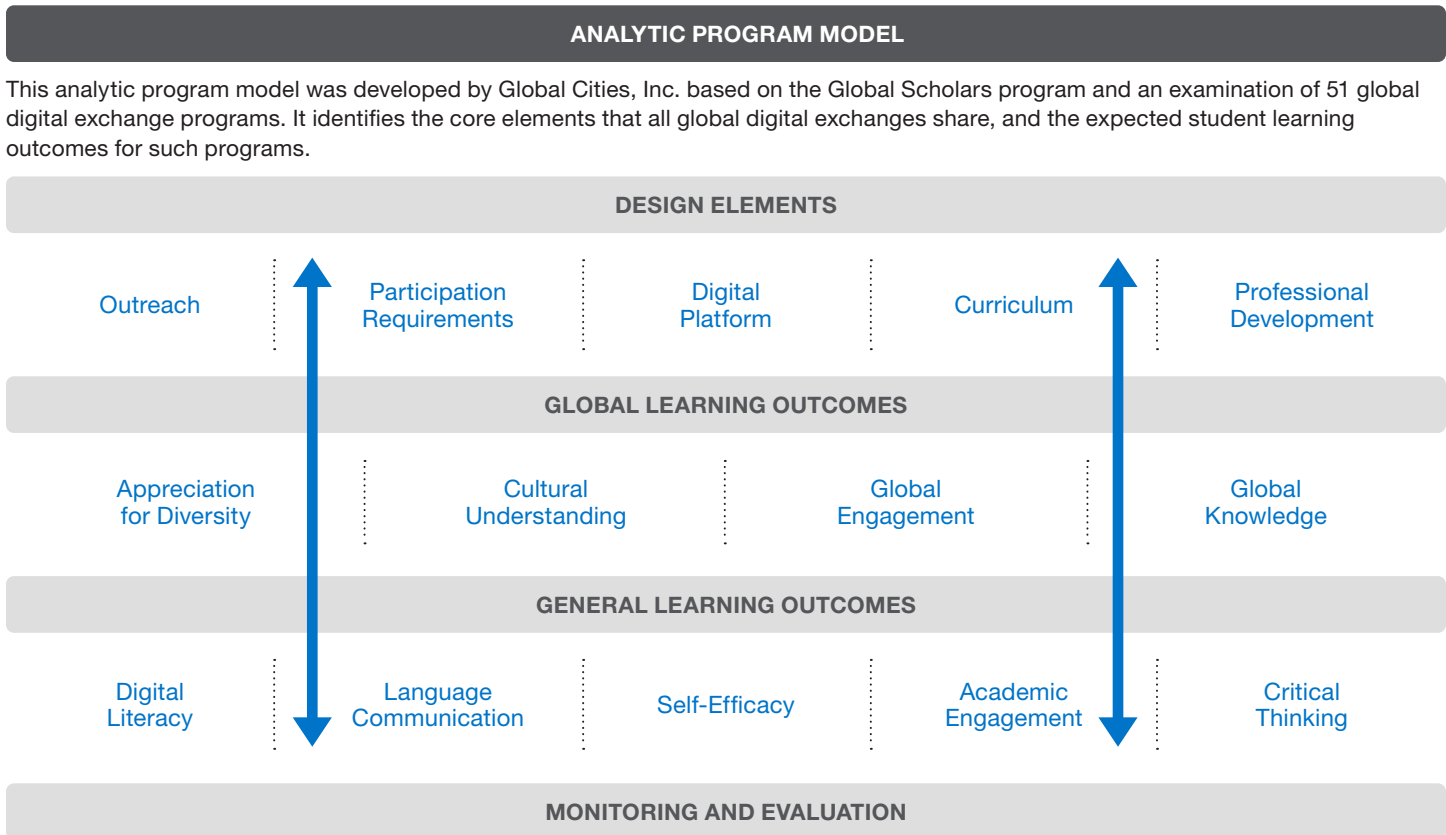 ANALYTIC PROGRAM MODEL
This analytic program model was developed by Global Cities, Inc. based on the Global Scholars program and an examination of 51 global
digital exchange programs. It identifies the core elements that all global digital exchanges share, and the expected student learning
outcomes for such programs.
DESIGN ELEMENTS
Outreach
Participation
Requirements
Digital
Platform
Curriculum
Professional
Development
GLOBAL LEARNING OUTCOMES
Appreciation
for Diversity
Cultural
Understanding
Global
Engagement
Global
Knowledge
GENERAL LEARNING OUTCOMES
Digital
Literacy
Language
Communication
Self-Efficacy
Academic
Engagement
Critical
Thinking
MONITORING AND EVALUATION